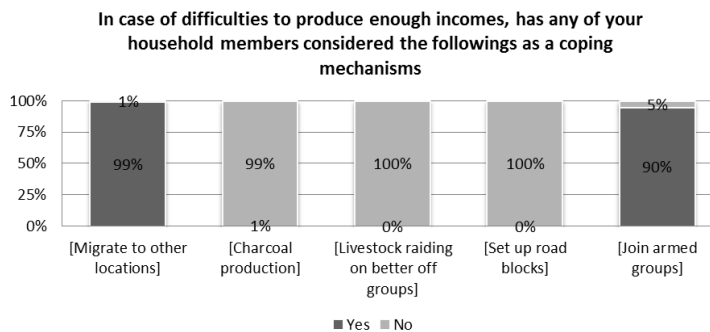 In case of difficulties to produce enough incomes, has any of your
household members considered the followings as a coping
mechanisms
100%
75%
50%
25%
0%
1%
99%
99%
1%
100%
0%
100%
0%
5%
90%
[Migrate to other
locations]
[Charcoal
production]
[Livestock raiding
on better off
groups]
[Set up road
blocks]
[Join armed
groups]
Yes No